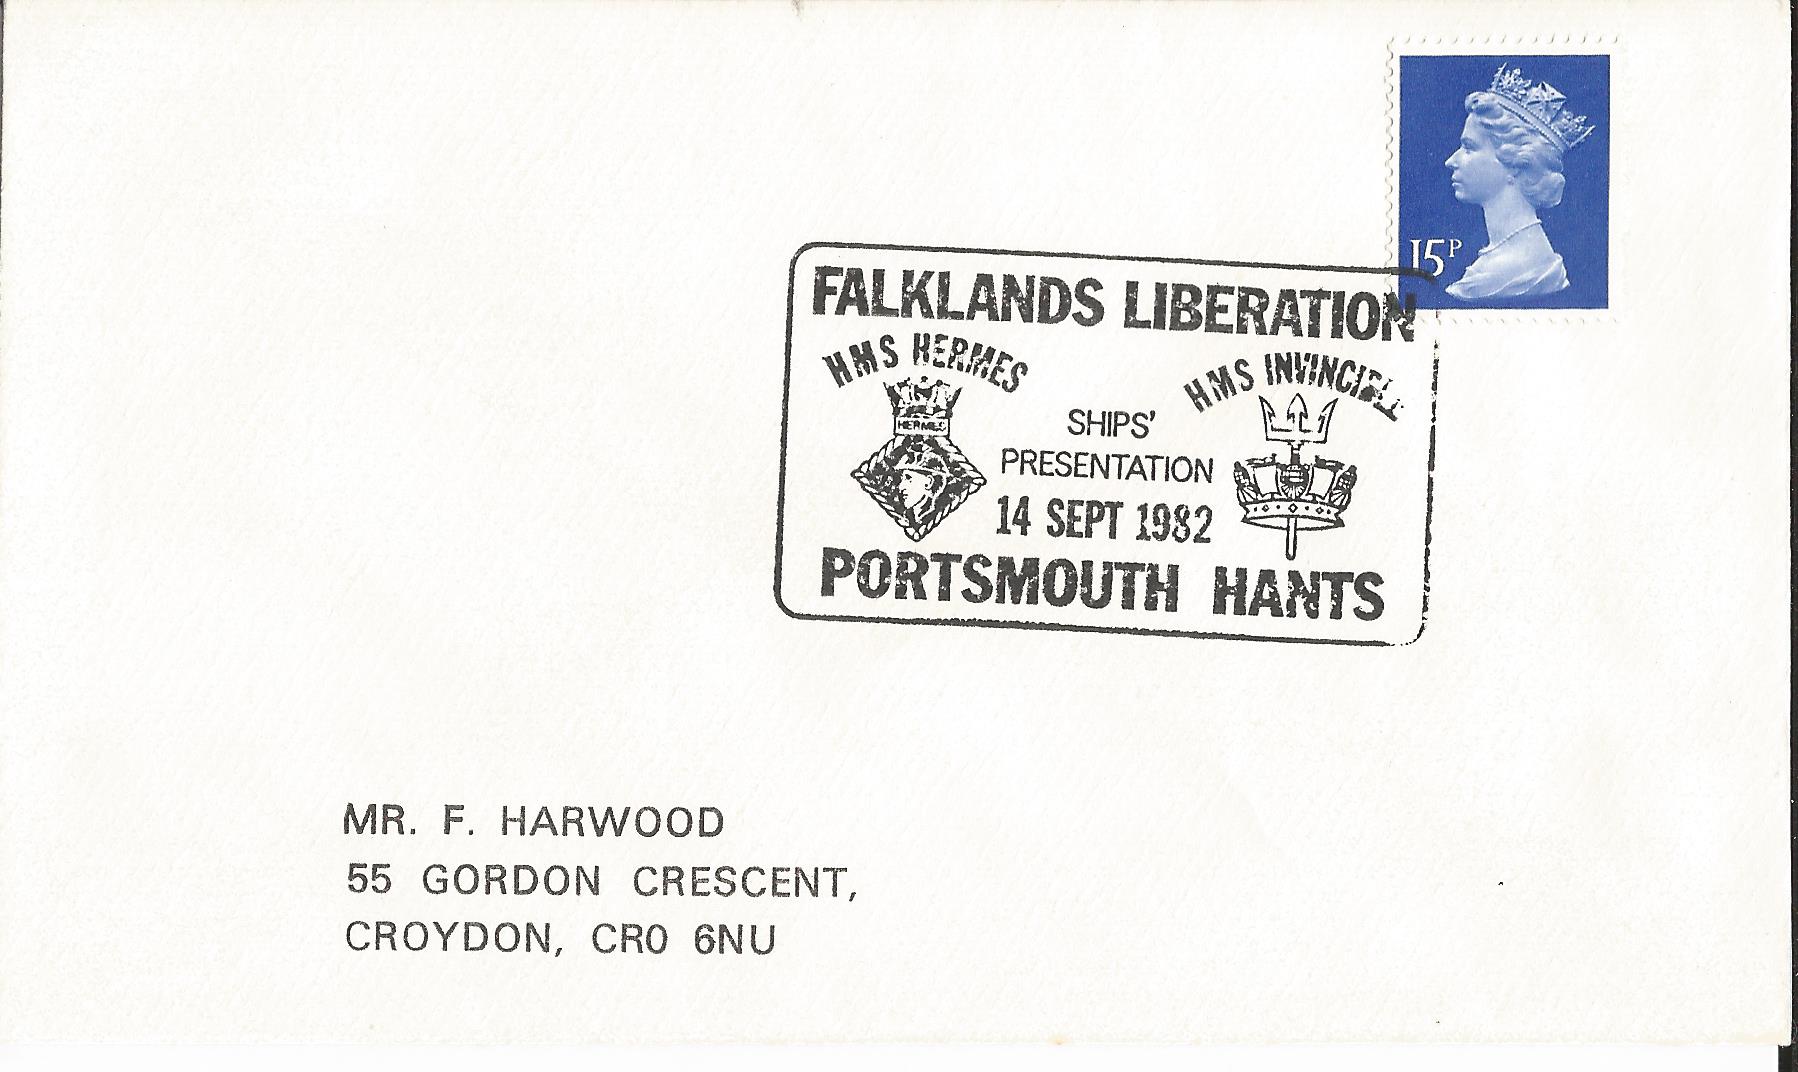 15P
FALKLANDS LIBERATION
HMS HERMES
HMS INVINCIBLE
HERMES
SHIPS'
PRESENTATION
14 SEPT 1982
PORTSMOUTH HANTS
MR. F. HARWOOD
55 GORDON CRESCENT,
CROYDON, CR0 6NU